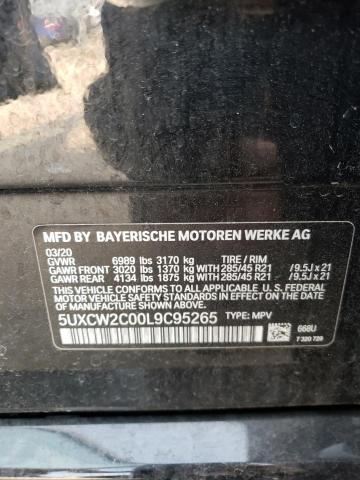 MFD BY BAYERISCHE MOTOREN WERKE AG
03/20
GVWR 6989 lbs 3170 kg TIRE / RIM
GAWR FRONT 3020 lbs 1370 kg WITH 285/45 R21 /9.5J x 21
GAWR REAR 4134 lbs 1875 kg WITH 285/45 R21 /9.5J x 21
THIS VEHICLE CONFORMS TO ALL APPLICABLE U. S. FEDERAL
MOTOR VEHICLE SAFETY STANDARDS IN EFFECT ON THE DATE
OF MANUFACTURE SHOWN ABOVE.
5UXCW2C00L9C95265 TYPE: MPV
668U
7 320 729